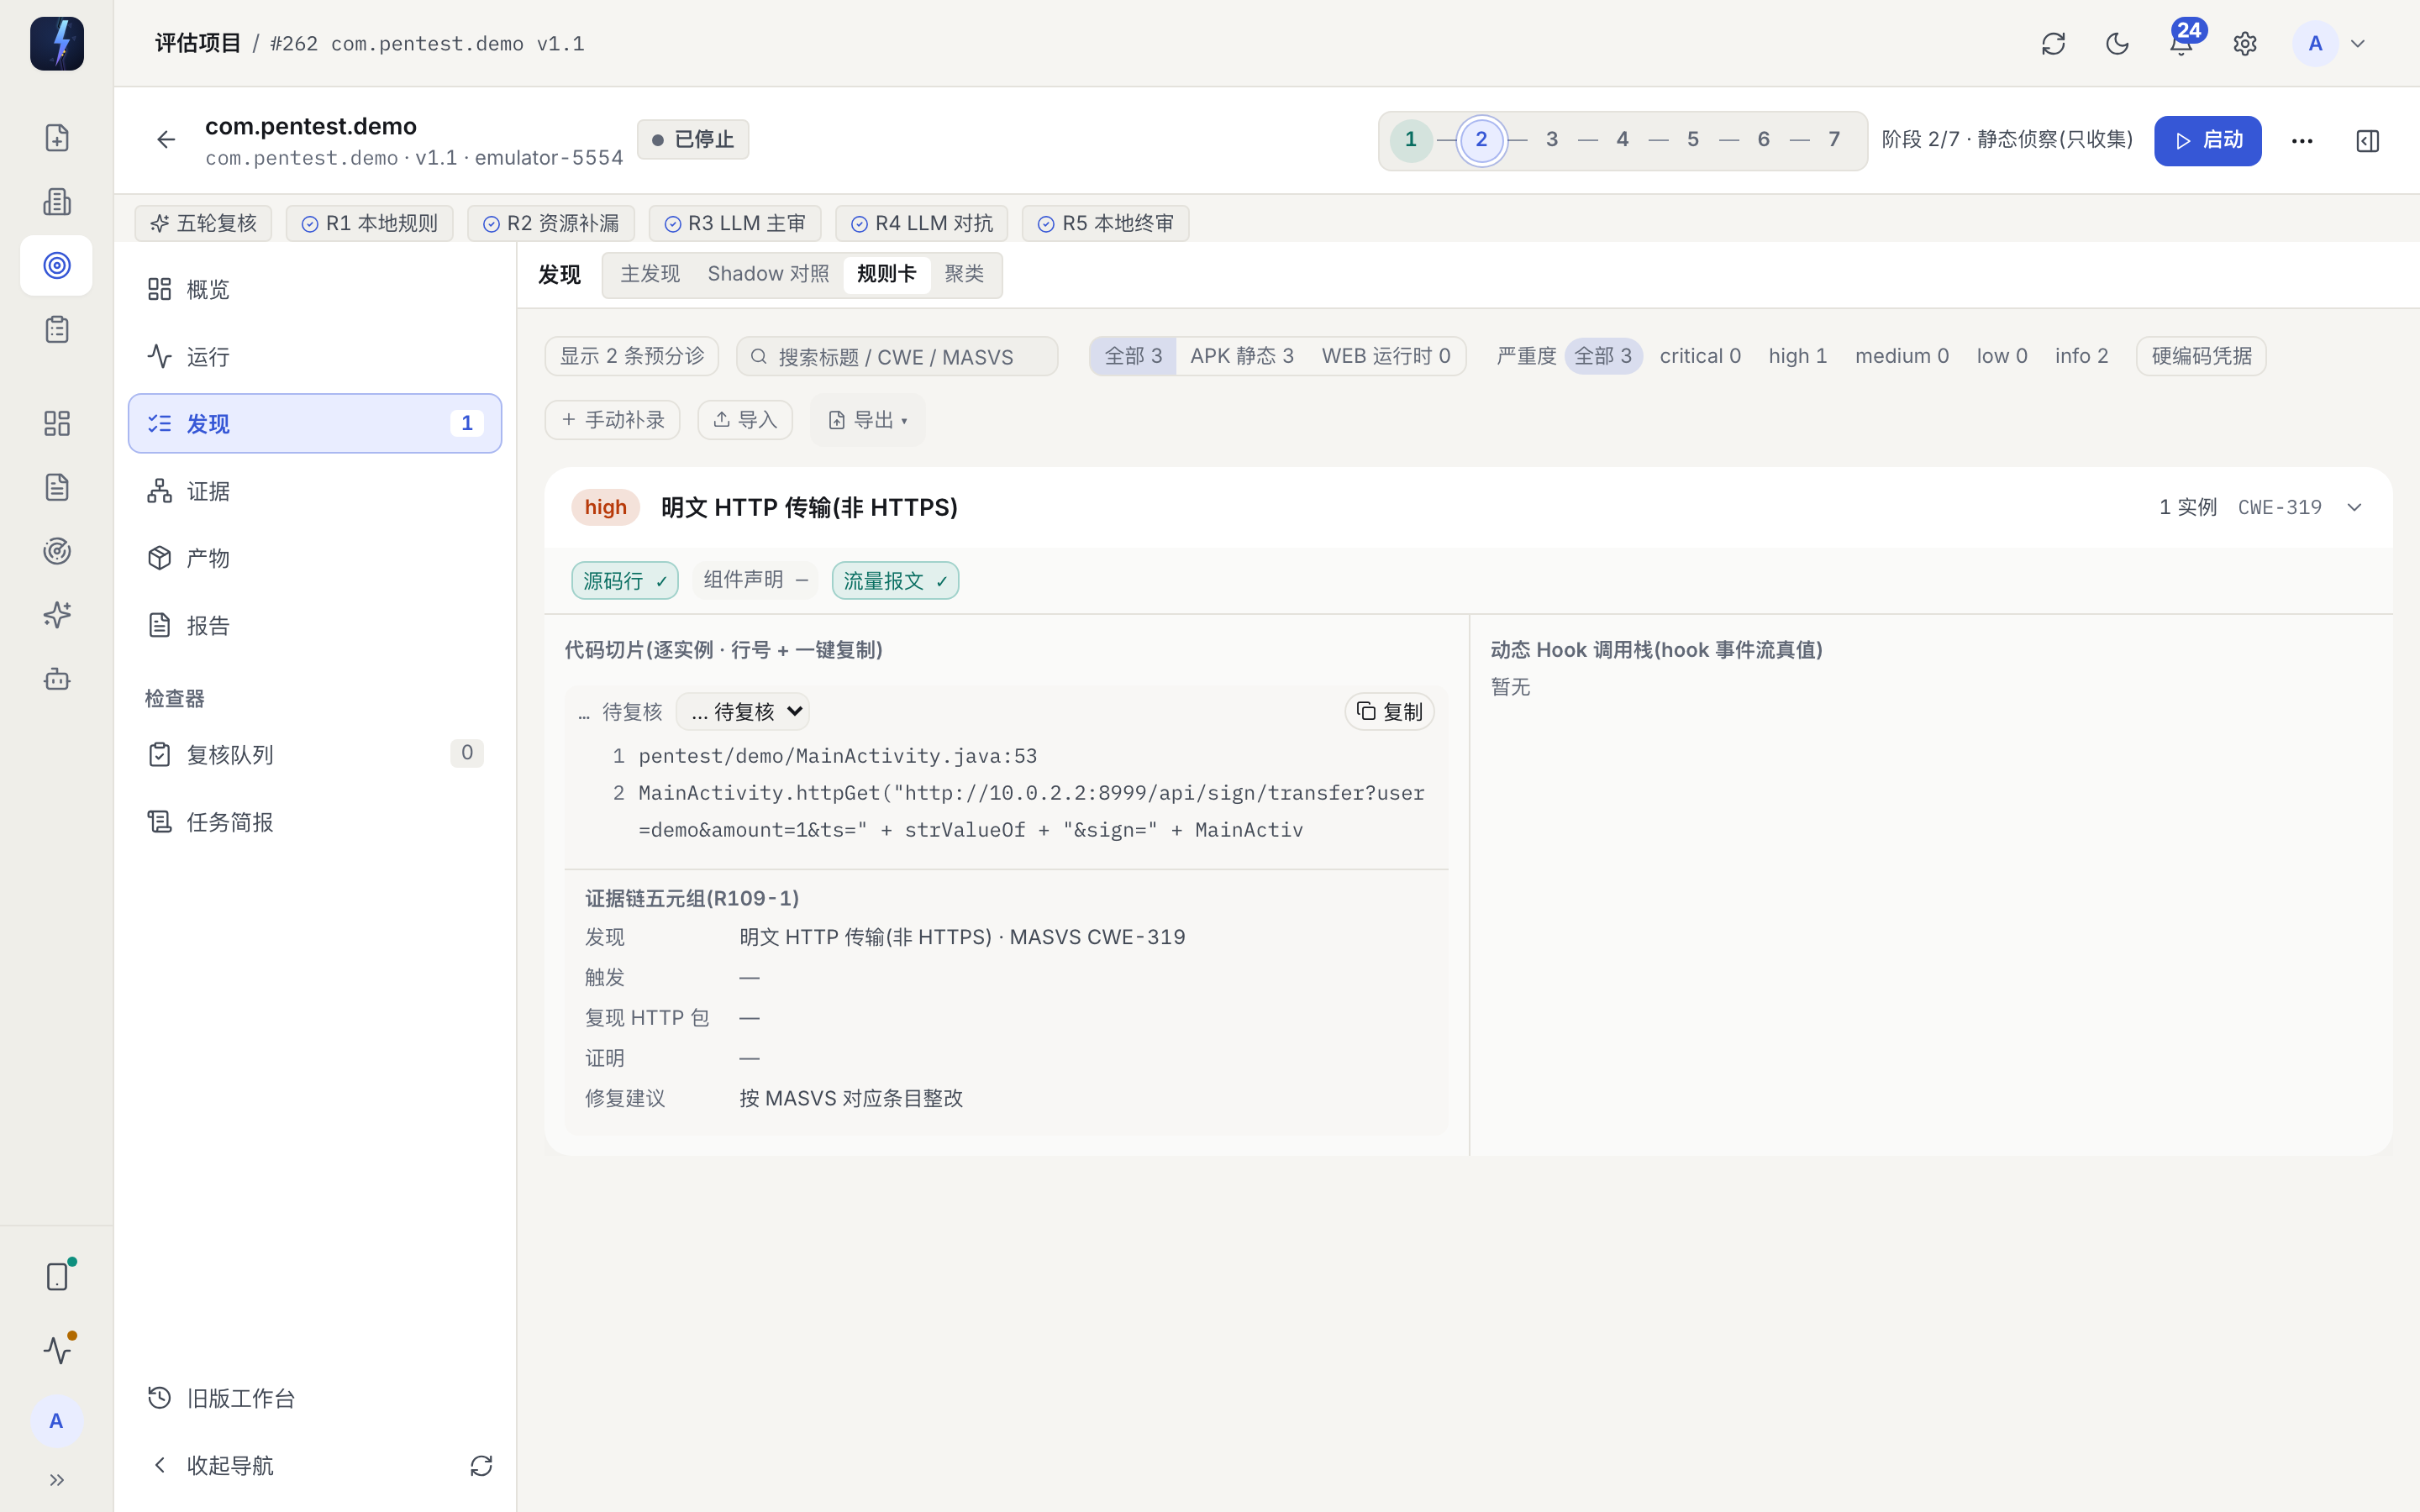 评估项目 / #262 com.pentest.demo v1.1
24
A
com.pentest.demo
com.pentest.demo · v1.1 · emulator-5554
已停止
1 — 2 — 3 — 4 — 5 — 6 — 7
阶段 2/7 · 静态侦察(只收集)
启动
五轮复核 R1 本地规则 R2 资源补漏 R3 LLM 主审 R4 LLM 对抗 R5 本地终审
概览
运行
发现 1
证据
产物
报告
检查器
复核队列 0
任务简报
旧版工作台
收起导航
A
发现 主发现 Shadow 对照 规则卡 聚类
显示 2 条预分诊 搜索标题 / CWE / MASVS 全部 3 APK 静态 3 WEB 运行时 0 严重度 全部 3 critical 0 high 1 medium 0 low 0 info 2 硬编码凭据
+ 手动补录 导入 导出 ▾
high 明文 HTTP 传输(非 HTTPS) 1 实例 CWE-319
源码行 ✓ 组件声明 — 流量报文 ✓
代码切片(逐实例 · 行号 + 一键复制)
… 待复核 … 待复核 复制
1 pentest/demo/MainActivity.java:53
2 MainActivity.httpGet("http://10.0.2.2:8999/api/sign/transfer?user
=demo&amount=1&ts=" + strValueOf + "&sign=" + MainActiv
证据链五元组(R109-1)
发现 明文 HTTP 传输(非 HTTPS) · MASVS CWE-319
触发 —
复现 HTTP 包 —
证明 —
修复建议 按 MASVS 对应条目整改
动态 Hook 调用栈(hook 事件流真值)
暂无